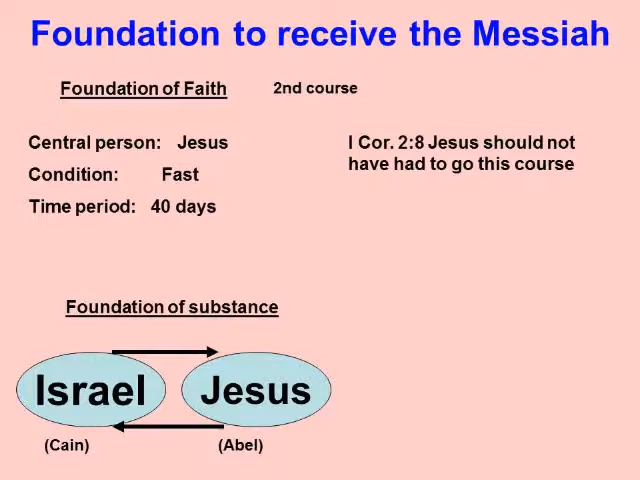 Foundation to receive the Messiah
Foundation of Faith
2nd course
Central person: Jesus
Condition: Fast
Time period: 40 days
I Cor. 2:8 Jesus should not
have had to go this course
Foundation of substance
Israel
Jesus
(Cain)
(Abel)